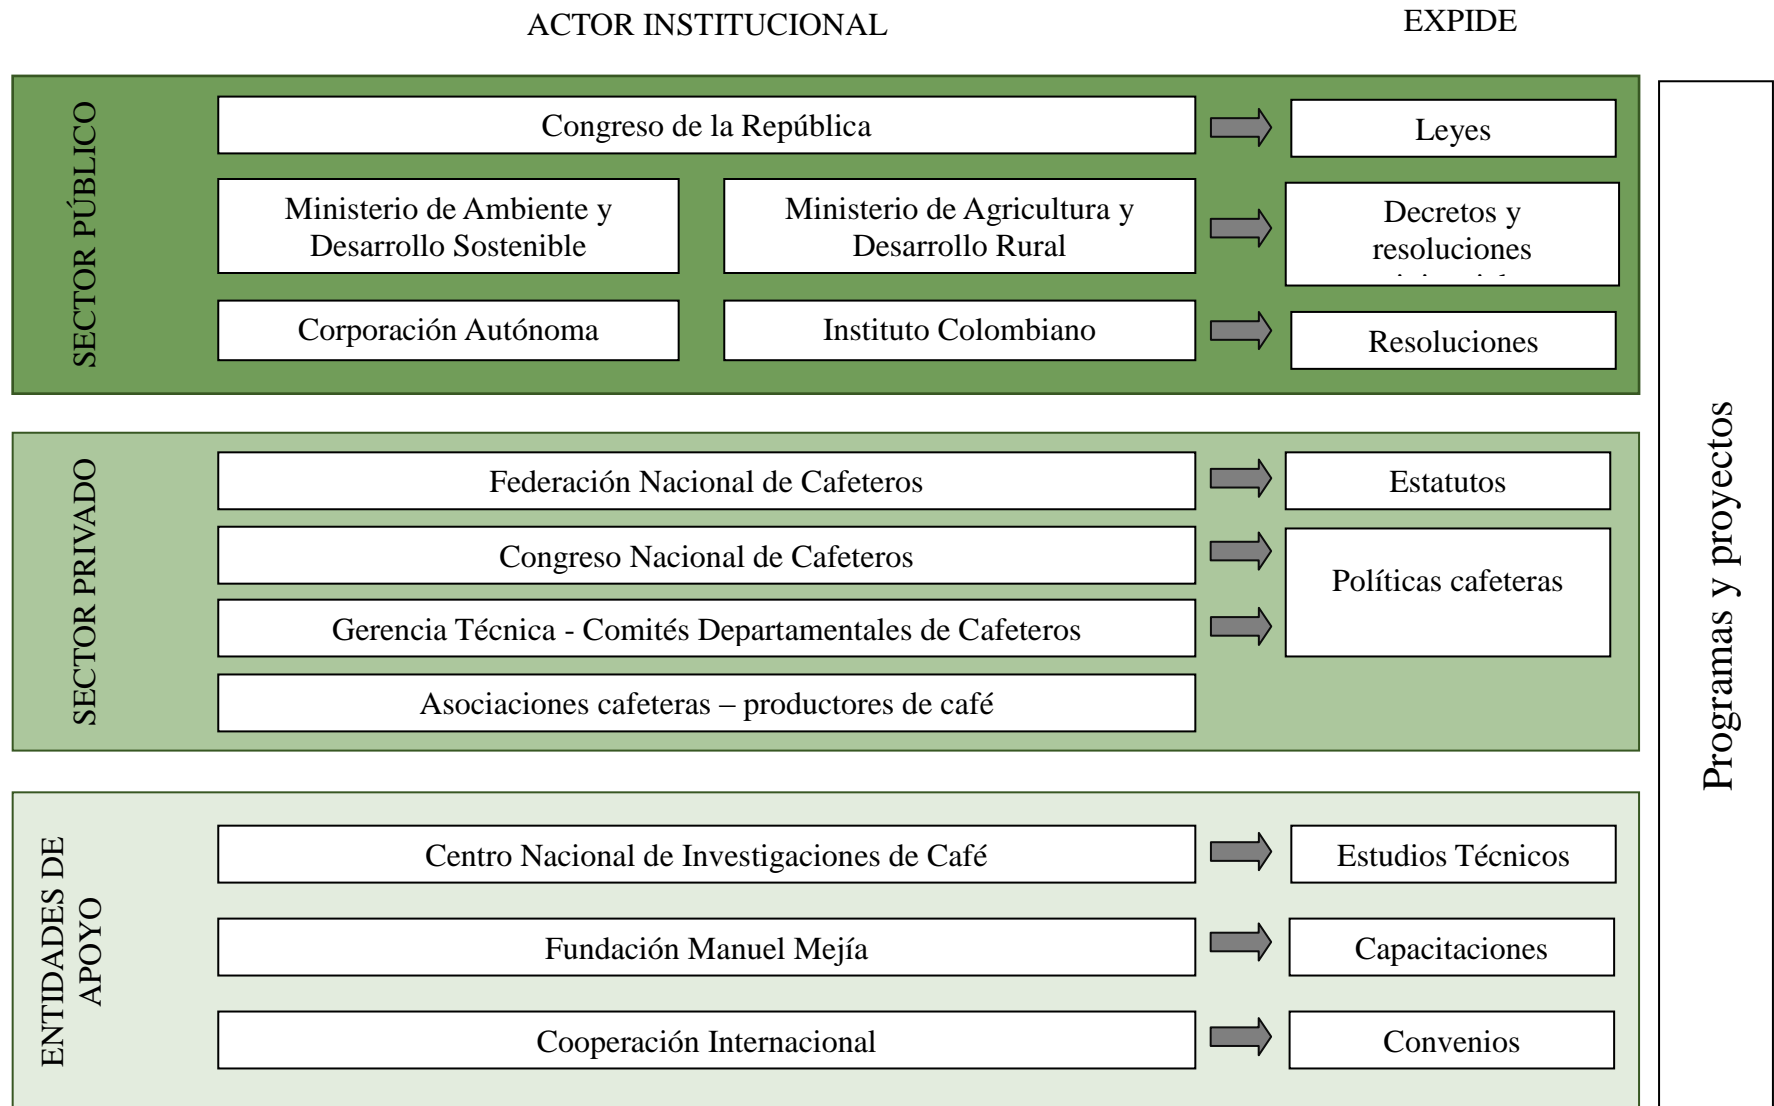 ACTOR INSTITUCIONAL
EXPIDE
SECTOR PÚBLICO
Congreso de la República
Leyes
Ministerio de Ambiente y
Desarrollo Sostenible
Ministerio de Agricultura y
Desarrollo Rural
Decretos y
resoluciones
Corporación Autónoma
Instituto Colombiano
Resoluciones
SECTOR PRIVADO
Federación Nacional de Cafeteros
Estatutos
Congreso Nacional de Cafeteros
Políticas cafeteras
Gerencia Técnica - Comités Departamentales de Cafeteros
Asociaciones cafeteras – productores de café
ENTIDADES DE
APOYO
Centro Nacional de Investigaciones de Café
Estudios Técnicos
Fundación Manuel Mejía
Capacitaciones
Cooperación Internacional
Convenios
Programas y proyectos